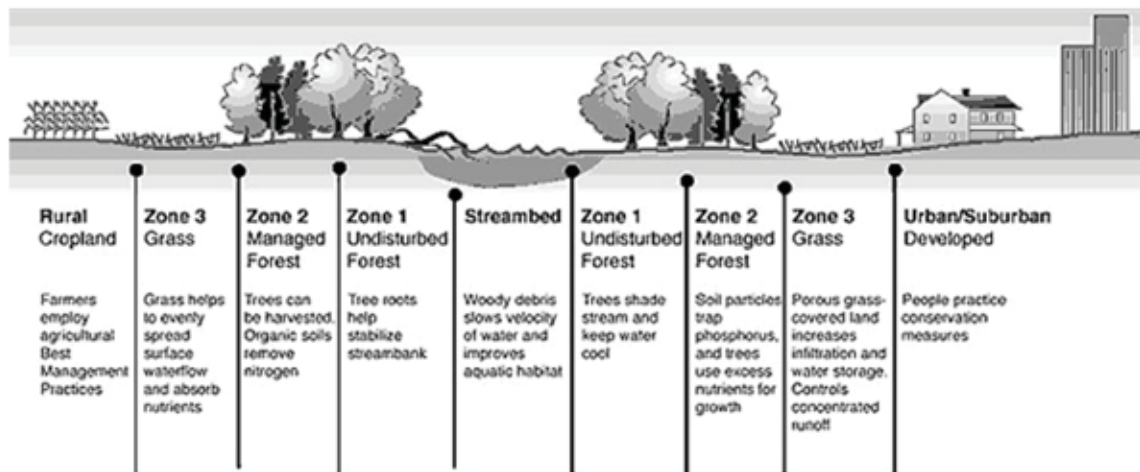 Rural
Cropland
Farmers
employ
agricultural
Best
Management
Practices
Zone 3
Grass
Grass helps
to evenly
spread
surface
waterflow
and absorb
nutrients
Zone 2
Managed
Forest
Trees can
be harvested.
Organic soils
remove
nitrogen
Zone 1
Undisturbed
Forest
Tree roots
help
stabilize
streambank
Streambed
Woody debris
slows velocity
of water and
improves
aquatic habitat
Zone 1
Undisturbed
Forest
Trees shade
stream and
keep water
cool
Zone 2
Managed
Forest
Soil particles
trap
phosphorus,
and trees
use excess
nutrients for
growth
Zone 3
Grass
Porous grass-
covered land
increases
infiltration and
water storage.
Controls
concentrated
runoff
Urban/Suburban
Developed
People practice
conservation
measures